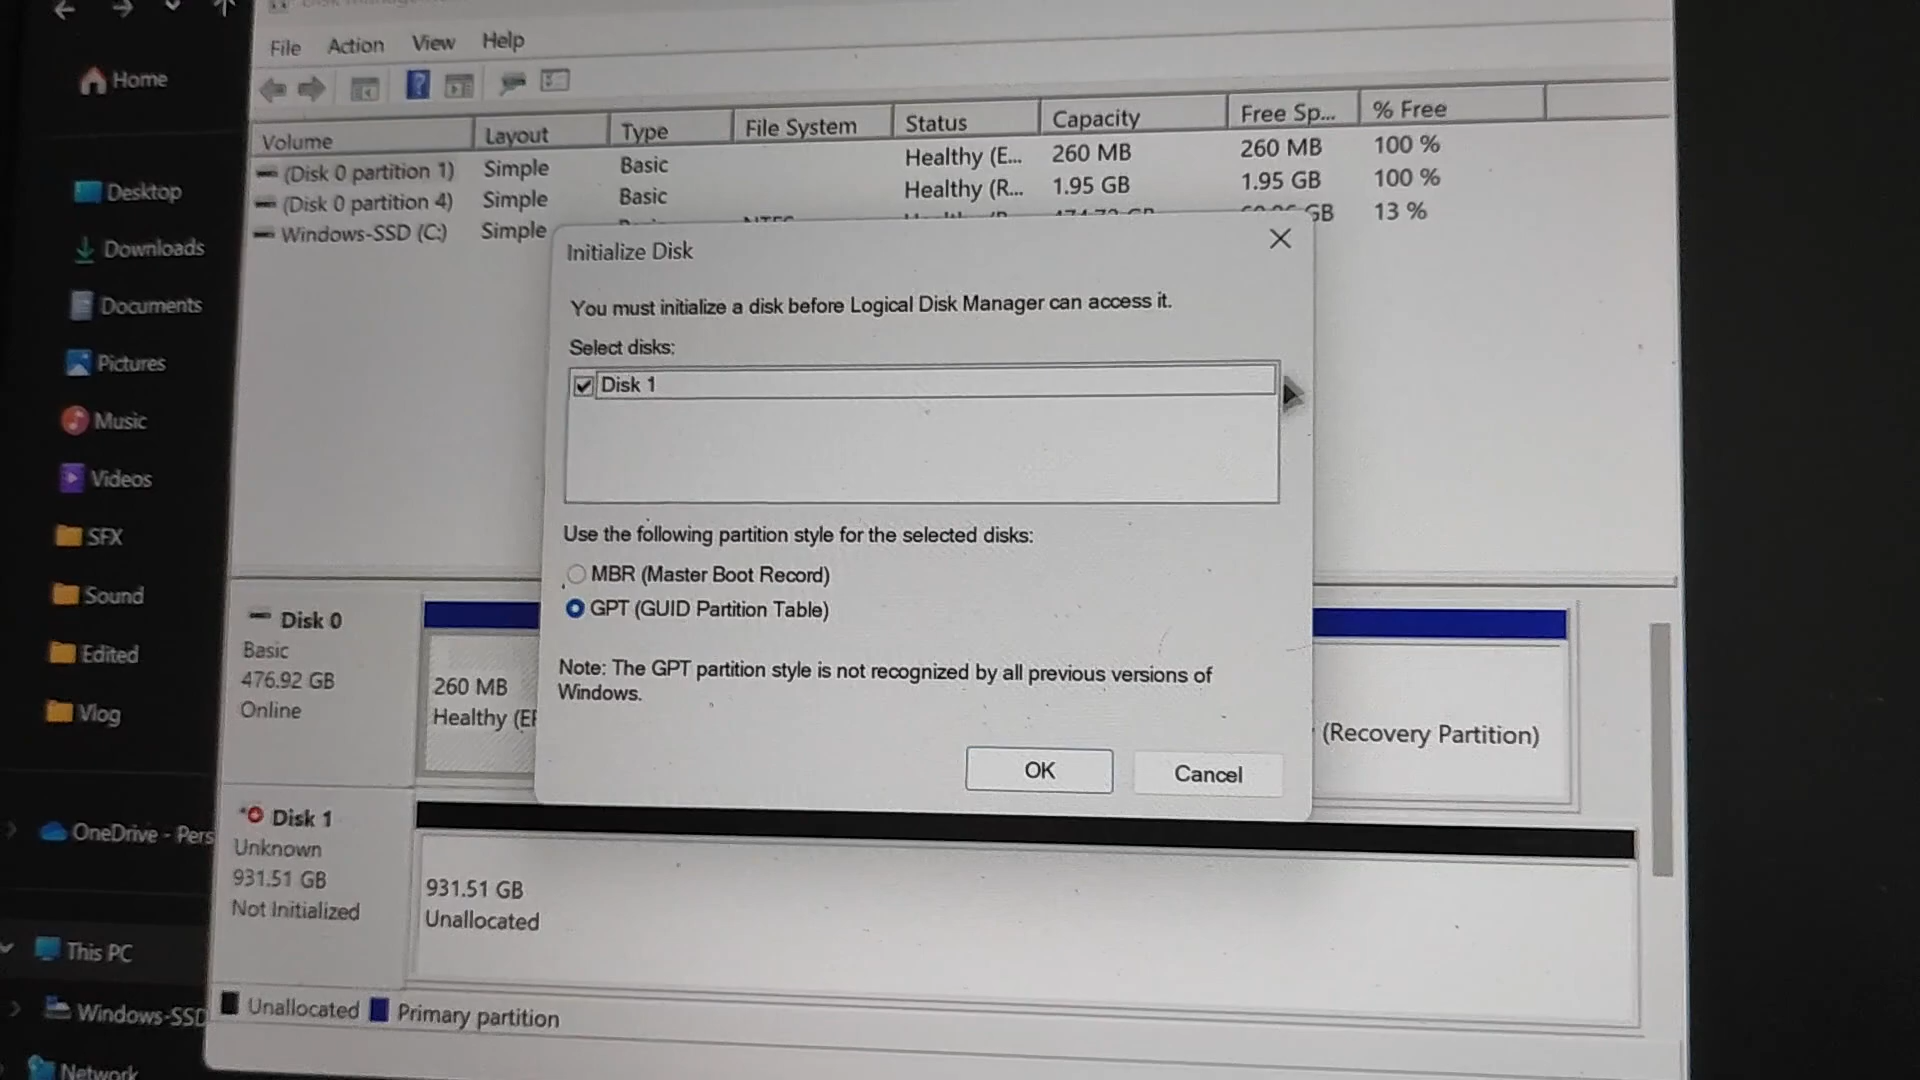 File Action View Help
Home
Volume Layout Type File System Status Capacity Free Sp... % Free
(Disk 0 partition 1) Simple Basic Healthy (E... 260 MB 260 MB 100 %
(Disk 0 partition 4) Simple Basic Healthy (R... 1.95 GB 1.95 GB 100 %
Windows-SSD (C:) Simple GB 13 %
Desktop
Downloads
Documents
Pictures
Music
Videos
SFX
Sound
Edited
Vlog
OneDrive - Pers
This PC
Windows-SSD
Network
Initialize Disk
You must initialize a disk before Logical Disk Manager can access it.
Select disks:
Disk 1
Use the following partition style for the selected disks:
MBR (Master Boot Record)
GPT (GUID Partition Table)
Note: The GPT partition style is not recognized by all previous versions of
Windows.
OK Cancel
Disk 0
Basic
476.92 GB
Online
260 MB
Healthy (EF
(Recovery Partition)
Disk 1
Unknown
931.51 GB
Not Initialized
931.51 GB
Unallocated
Unallocated Primary partition